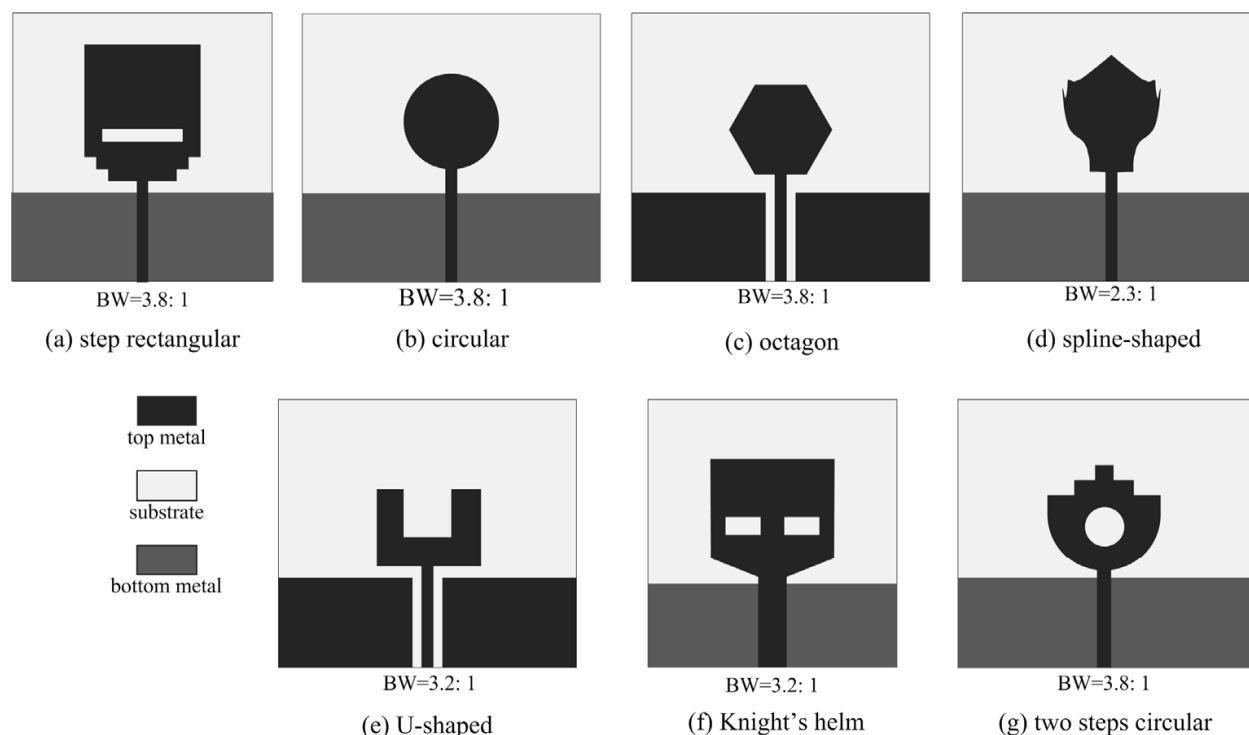 BW=3.8: 1
(a) step rectangular
BW=3.8: 1
(b) circular
BW=3.8: 1
(c) octagon
BW=2.3: 1
(d) spline-shaped
top metal
substrate
bottom metal
BW=3.2: 1
(e) U-shaped
BW=3.2: 1
(f) Knight’s helm
BW=3.8: 1
(g) two steps circular